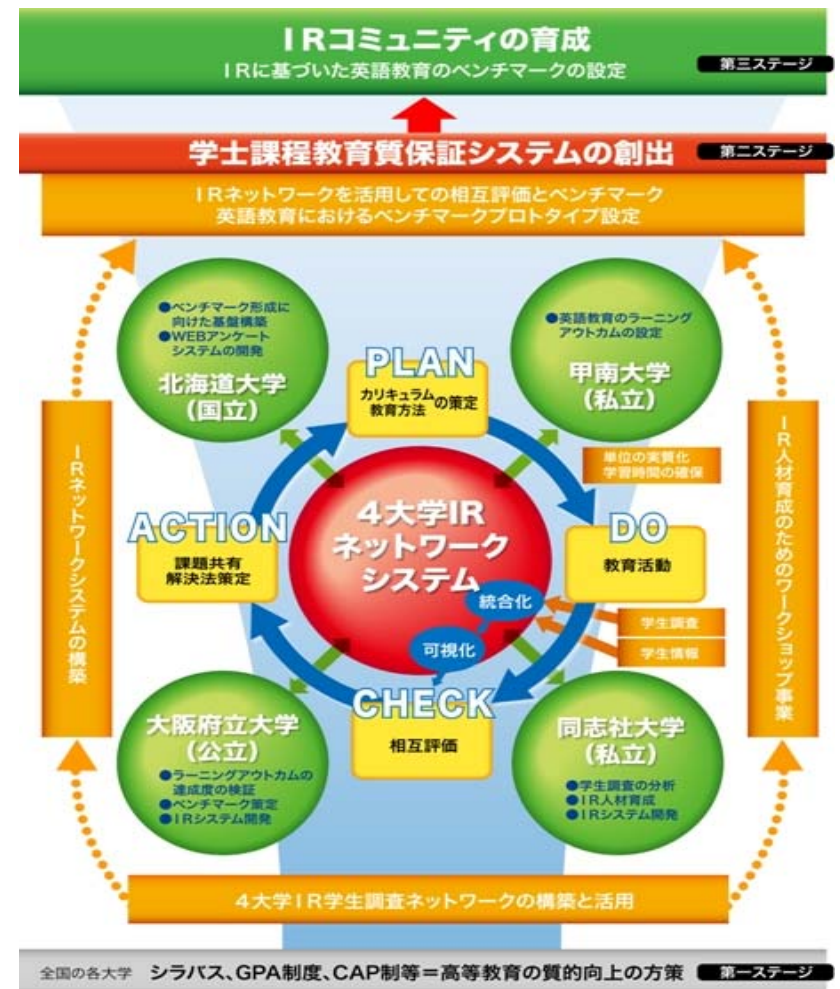 IRコミュニティの育成
IRに基づいた英語教育のベンチマークの設定
第三ステージ
学士課程教育質保証システムの創出
第二ステージ
IRネットワークを活用しての相互評価とベンチマーク
英語教育におけるベンチマークプロトタイプ設定
●ベンチマーク形成に
向けた基盤構築
●WEBアンケート
システムの開発
北海道大学
(国立)
●英語教育のラーニング
アウトカムの設定
甲南大学
(私立)
PLAN
カリキュラム
教育方法
の策定
単位の実質化
学習時間の確保
IRネットワークシステムの構築
IR人材育成のためのワークショップ事業
ACTION
課題共有
解決法策定
4大学IR
ネットワーク
システム
DO
教育活動
統合化
可視化
学生調査
学生情報
CHECK
相互評価
大阪府立大学
(公立)
●ラーニングアウトカムの
達成度の検証
●ベンチマーク策定
●IRシステム開発
同志社大学
(私立)
●学生調査の分析
●IR人材育成
●IRシステム開発
4大学IR学生調査ネットワークの構築と活用
全国の各大学 シラバス、GPA制度、CAP制等=高等教育の質的向上の方策
第一ステージ